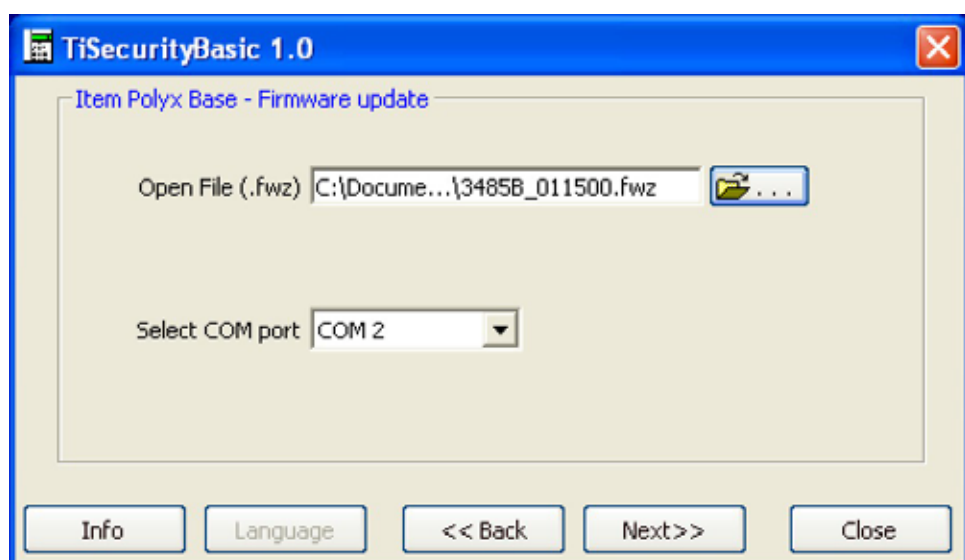 TiSecurityBasic 1.0
Item Polyx Base - Firmware update
Open File (.fwz) C:\Docume...\3485B_011500.fwz ...
Select COM port COM 2
Info Language << Back Next>> Close